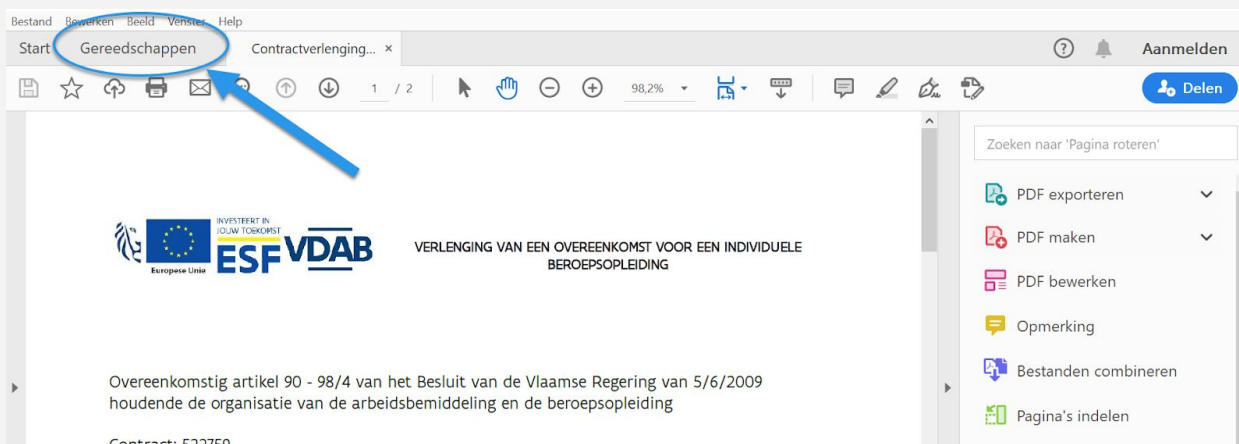 Bestand Bewerken Beeld Venster Help
Start Gereedschappen Contractverlenging... × Aanmelden
1 / 2 98,2% Delen
Zoeken naar 'Pagina roteren'
PDF exporteren
PDF maken
PDF bewerken
Opmerking
Bestanden combineren
Pagina's indelen
Europese Unie
INVESTEERT IN
JOUW TOEKOMST
ESF VDAB
VERLENGING VAN EEN OVEREENKOMST VOOR EEN INDIVIDUELE
BEROEPSOPLEIDING
Overeenkomstig artikel 90 - 98/4 van het Besluit van de Vlaamse Regering van 5/6/2009
houdende de organisatie van de arbeidsbemiddeling en de beroepsopleiding
Contract: 522759